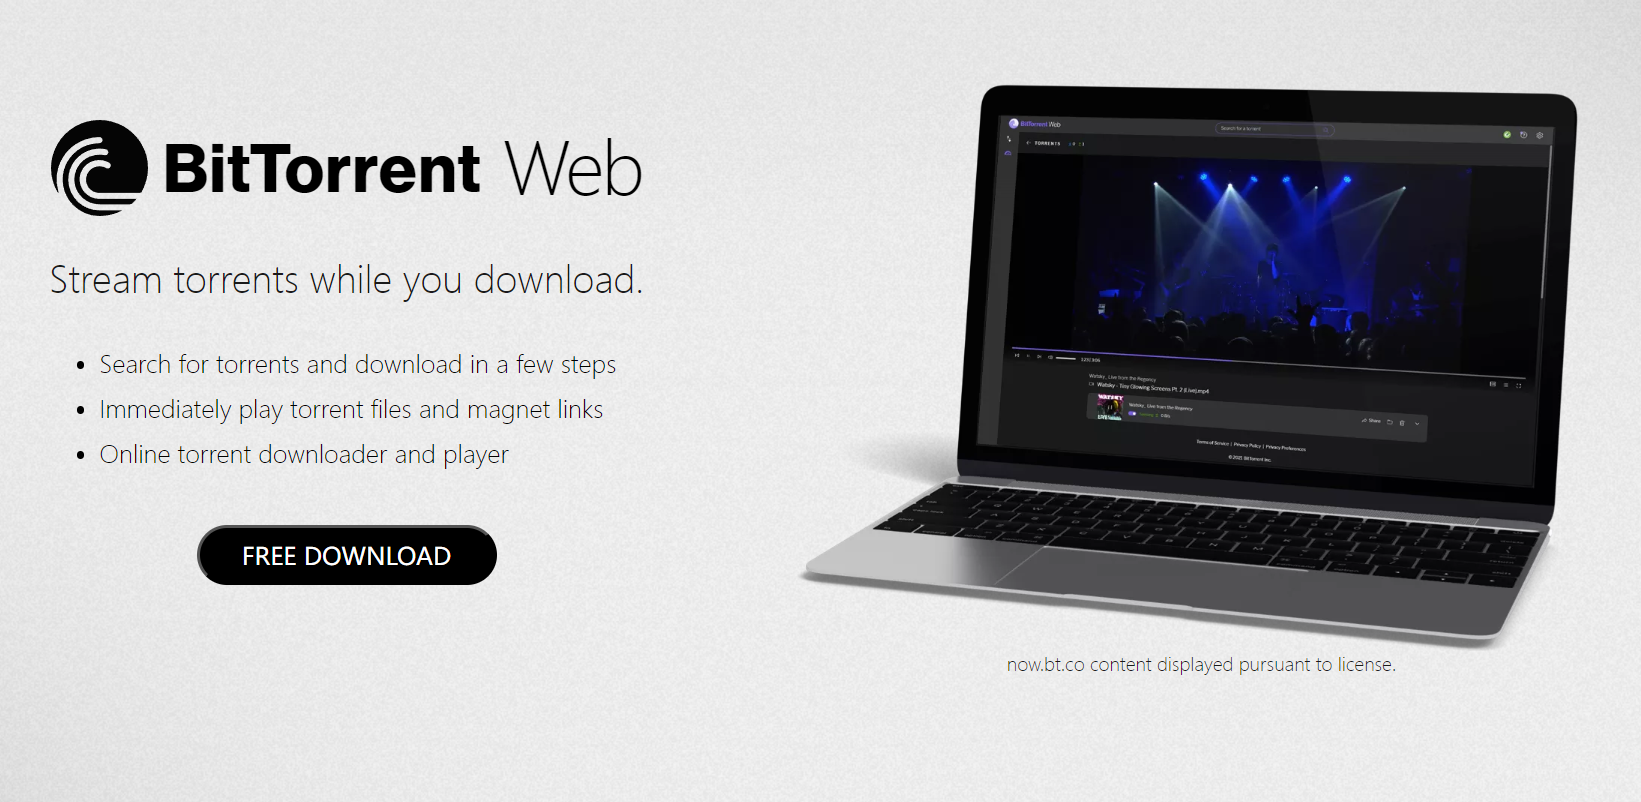 BitTorrent Web
Stream torrents while you download.
Search for torrents and download in a few steps
Immediately play torrent files and magnet links
Online torrent downloader and player
FREE DOWNLOAD
BitTorrent Web
Search for a torrent
TORRENTS
Watsky_ Live from the Regency
Watsky - Tiny Glowing Screens Pt. 2 (Live).mp4
WATSKY
Watsky_ Live from the Regency
Share
Terms of Service | Privacy Policy | Privacy Preferences
© 2021 BitTorrent Inc.
now.bt.co content displayed pursuant to license.